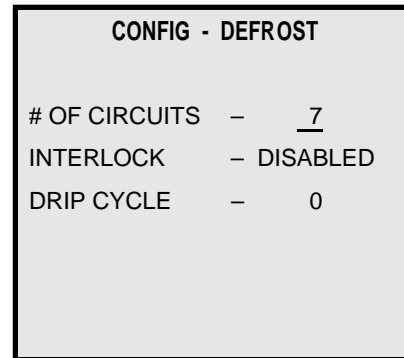 CONFIG - DEFROST
# OF CIRCUITS – 7
INTERLOCK – DISABLED
DRIP CYCLE – 0